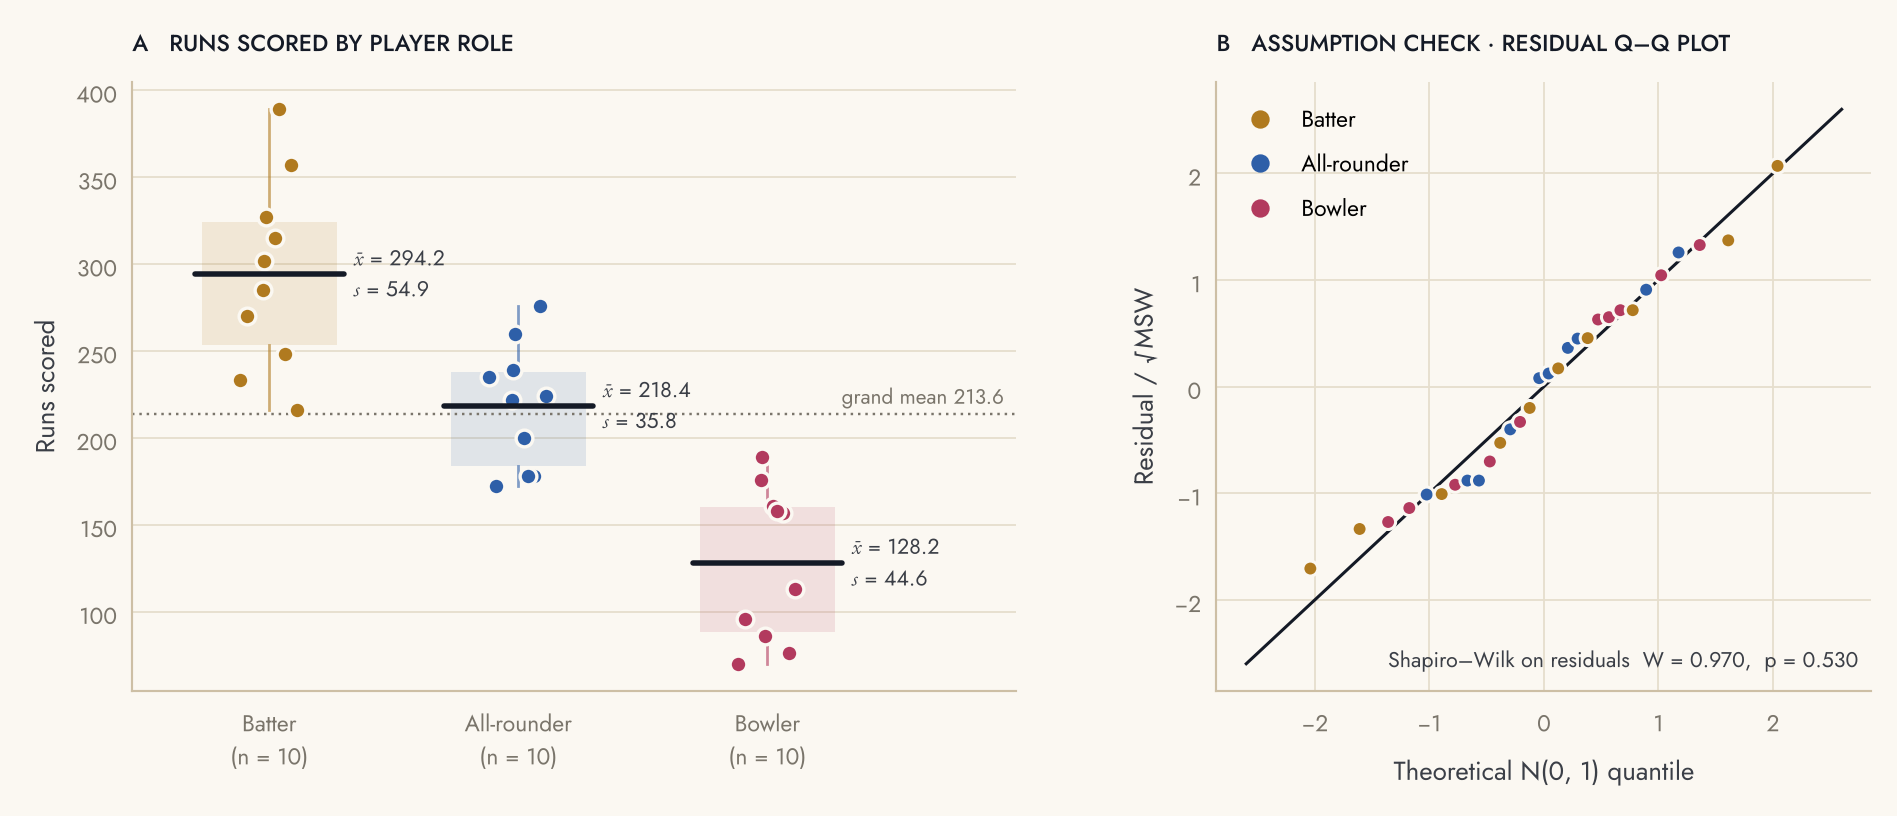 A RUNS SCORED BY PLAYER ROLE
400
350
300
250
200
150
100
Runs scored
x̄ = 294.2
s = 54.9
x̄ = 218.4
s = 35.8
grand mean 213.6
x̄ = 128.2
s = 44.6
Batter
(n = 10)
All-rounder
(n = 10)
Bowler
(n = 10)
B ASSUMPTION CHECK · RESIDUAL Q–Q PLOT
Batter
All-rounder
Bowler
2
1
0
−1
−2
Residual / √MSW
Shapiro–Wilk on residuals W = 0.970, p = 0.530
−2
−1
0
1
2
Theoretical N(0, 1) quantile